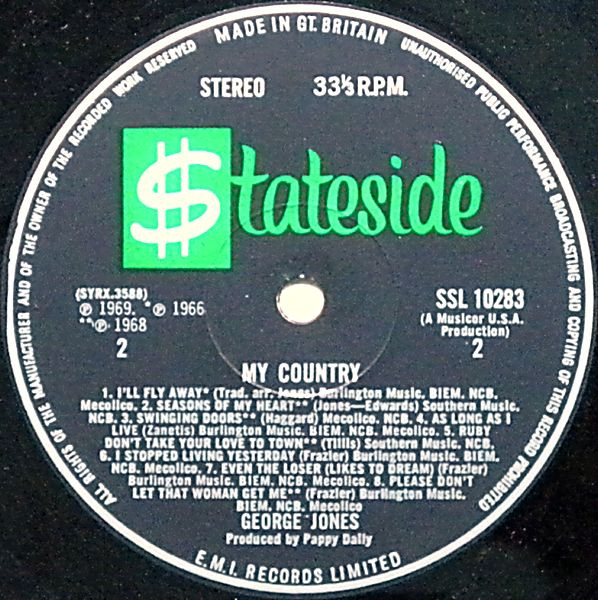 MADE IN GT. BRITAIN
UNAUTHORISED PUBLIC PERFORMANCE BROADCASTING AND COPYING OF THIS RECORD PROHIBITED
ALL RIGHTS OF THE MANUFACTURER AND OF THE OWNER OF THE RECORDED WORK RESERVED
STEREO 33⅓ R.P.M.
$tateside
(SYRX.3588)
℗ 1969. *℗ 1966
**℗ 1968
2
SSL 10283
(A Musicor U.S.A.
Production)
2
MY COUNTRY
1. I'LL FLY AWAY* (Trad. arr. Jones) Burlington Music. BIEM. NCB.
Mecolico. 2. SEASONS OF MY HEART** (Jones—Edwards) Southern Music.
NCB. 3. SWINGING DOORS** (Haggard) Mecolico. NCB. 4. AS LONG AS I
LIVE (Zanetis) Burlington Music. BIEM. NCB. Mecolico. 5. RUBY
DON'T TAKE YOUR LOVE TO TOWN** (Tillis) Southern Music. NCB.
6. I STOPPED LIVING YESTERDAY (Frazier) Burlington Music. BIEM.
NCB. Mecolico. 7. EVEN THE LOSER (LIKES TO DREAM) (Frazier)
Burlington Music. BIEM. NCB. Mecolico. 8. PLEASE DON'T
LET THAT WOMAN GET ME** (Frazier) Burlington Music.
BIEM. NCB. Mecolico
GEORGE JONES
Produced by Pappy Daily
E.M.I. RECORDS LIMITED